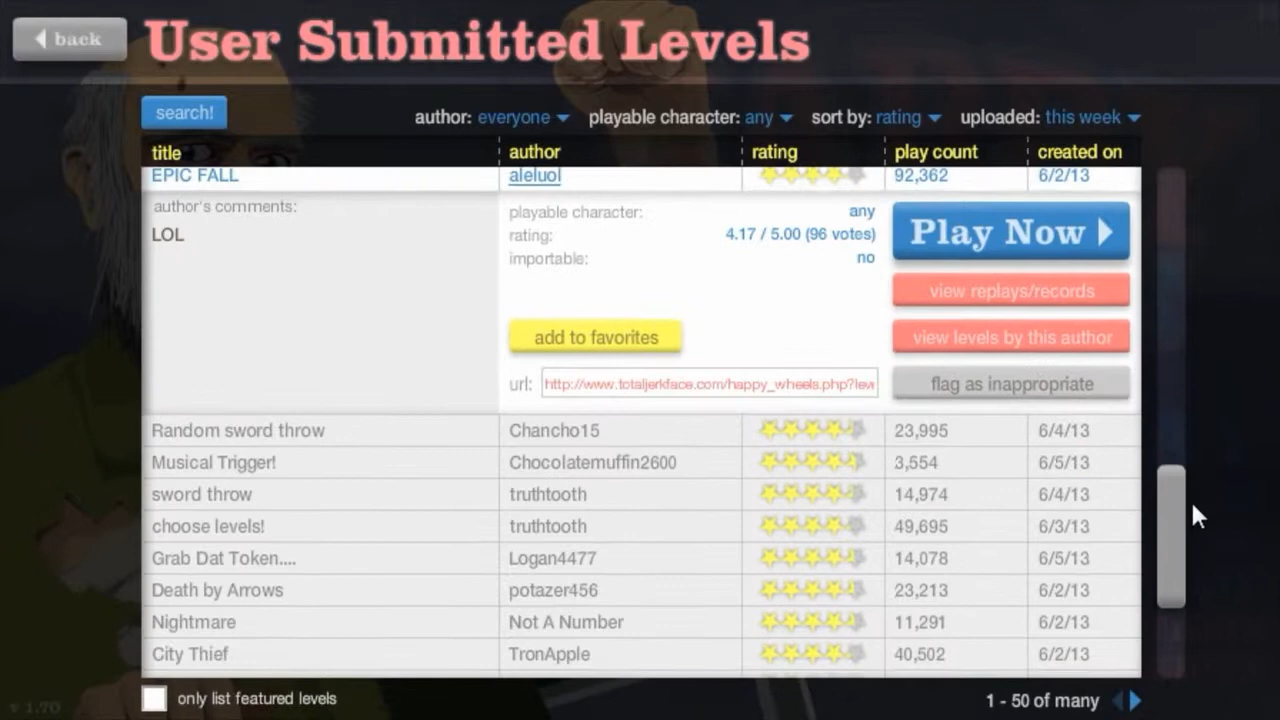 back
User Submitted Levels
search!
author: everyone playable character: any sort by: rating uploaded: this week
title author rating play count created on
EPIC FALL aleluol 92,362 6/2/13
author's comments:
LOL
playable character: any
rating: 4.17 / 5.00 (96 votes)
importable: no
Play Now
view replays/records
add to favorites
view levels by this author
url: http://www.totaljerkface.com/happy_wheels.php?lev
flag as inappropriate
Random sword throw Chancho15 23,995 6/4/13
Musical Trigger! Chocolatemuffin2600 3,554 6/5/13
sword throw truthtooth 14,974 6/4/13
choose levels! truthtooth 49,695 6/3/13
Grab Dat Token.... Logan4477 14,078 6/5/13
Death by Arrows potazer456 23,213 6/2/13
Nightmare Not A Number 11,291 6/2/13
City Thief TronApple 40,502 6/2/13
only list featured levels
1 - 50 of many
v 1.70